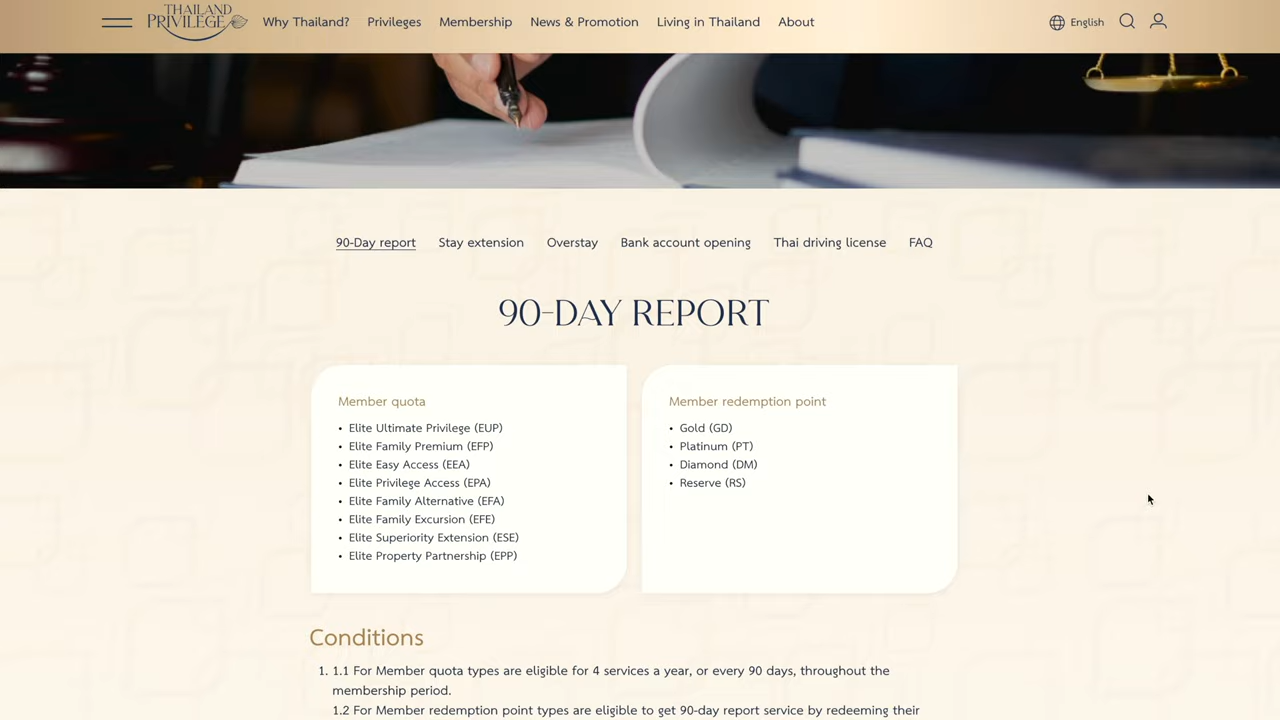 THAILAND
PRIVILEGE
Why Thailand?
Privileges
Membership
News & Promotion
Living in Thailand
About
English
90-Day report
Stay extension
Overstay
Bank account opening
Thai driving license
FAQ
90-DAY REPORT
Member quota
• Elite Ultimate Privilege (EUP)
• Elite Family Premium (EFP)
• Elite Easy Access (EEA)
• Elite Privilege Access (EPA)
• Elite Family Alternative (EFA)
• Elite Family Excursion (EFE)
• Elite Superiority Extension (ESE)
• Elite Property Partnership (EPP)
Member redemption point
• Gold (GD)
• Platinum (PT)
• Diamond (DM)
• Reserve (RS)
Conditions
1. 1.1 For Member quota types are eligible for 4 services a year, or every 90 days, throughout the
membership period.
1.2 For Member redemption point types are eligible to get 90-day report service by redeeming their